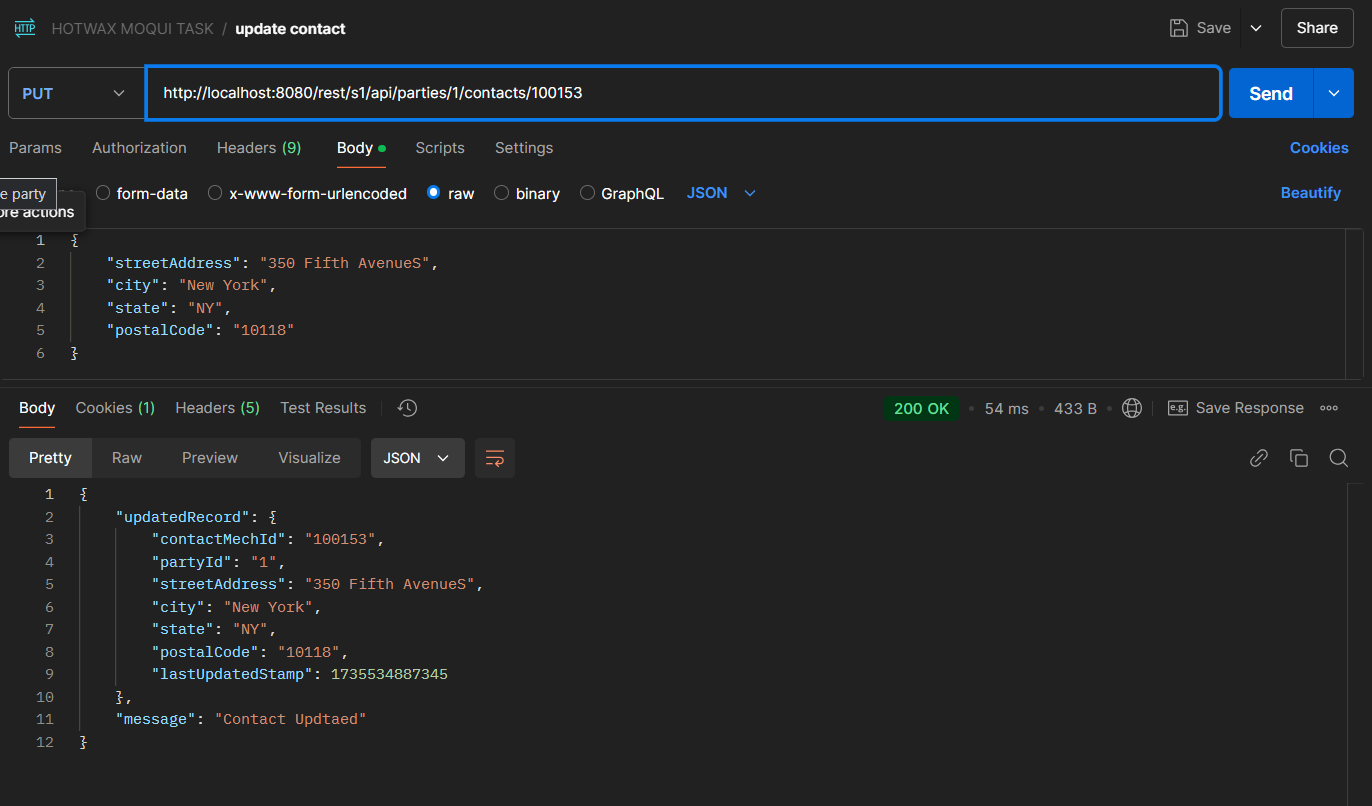 HTTP HOTWAX MOQUI TASK / update contact Save Share
PUT http://localhost:8080/rest/s1/api/parties/1/contacts/100153 Send
Params Authorization Headers (9) Body Scripts Settings Cookies
e party form-data x-www-form-urlencoded raw binary GraphQL JSON Beautify
ore actions
1 {
2 "streetAddress": "350 Fifth AvenueS",
3 "city": "New York",
4 "state": "NY",
5 "postalCode": "10118"
6 }
Body Cookies (1) Headers (5) Test Results 200 OK • 54 ms • 433 B • e.g. Save Response
Pretty Raw Preview Visualize JSON
1 {
2 "updatedRecord": {
3 "contactMechId": "100153",
4 "partyId": "1",
5 "streetAddress": "350 Fifth AvenueS",
6 "city": "New York",
7 "state": "NY",
8 "postalCode": "10118",
9 "lastUpdatedStamp": 1735534887345
10 },
11 "message": "Contact Updtaed"
12 }